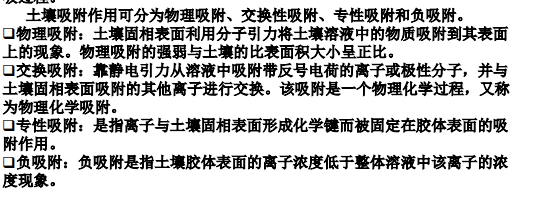 土壤吸附作用可分为物理吸附、交换性吸附、专性吸附和负吸附。
❑物理吸附：土壤固相表面利用分子引力将土壤溶液中的物质吸附到其表面
上的现象。物理吸附的强弱与土壤的比表面积大小呈正比。
❑交换吸附：靠静电引力从溶液中吸附带反号电荷的离子或极性分子，并与
土壤固相表面吸附的其他离子进行交换。该吸附是一个物理化学过程，又称
为物理化学吸附。
❑专性吸附：是指离子与土壤固相表面形成化学键而被固定在胶体表面的吸
附作用。
❑负吸附：负吸附是指土壤胶体表面的离子浓度低于整体溶液中该离子的浓
度现象。